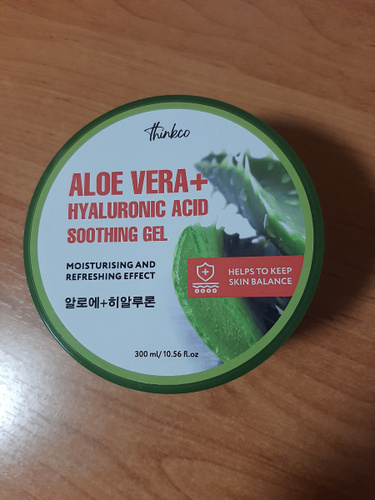 thinkco
ALOE VERA+
HYALURONIC ACID
SOOTHING GEL
MOISTURISING AND
REFRESHING EFFECT
HELPS TO KEEP
SKIN BALANCE
알로에+히알루론
300 ml/ 10.56 fl.oz